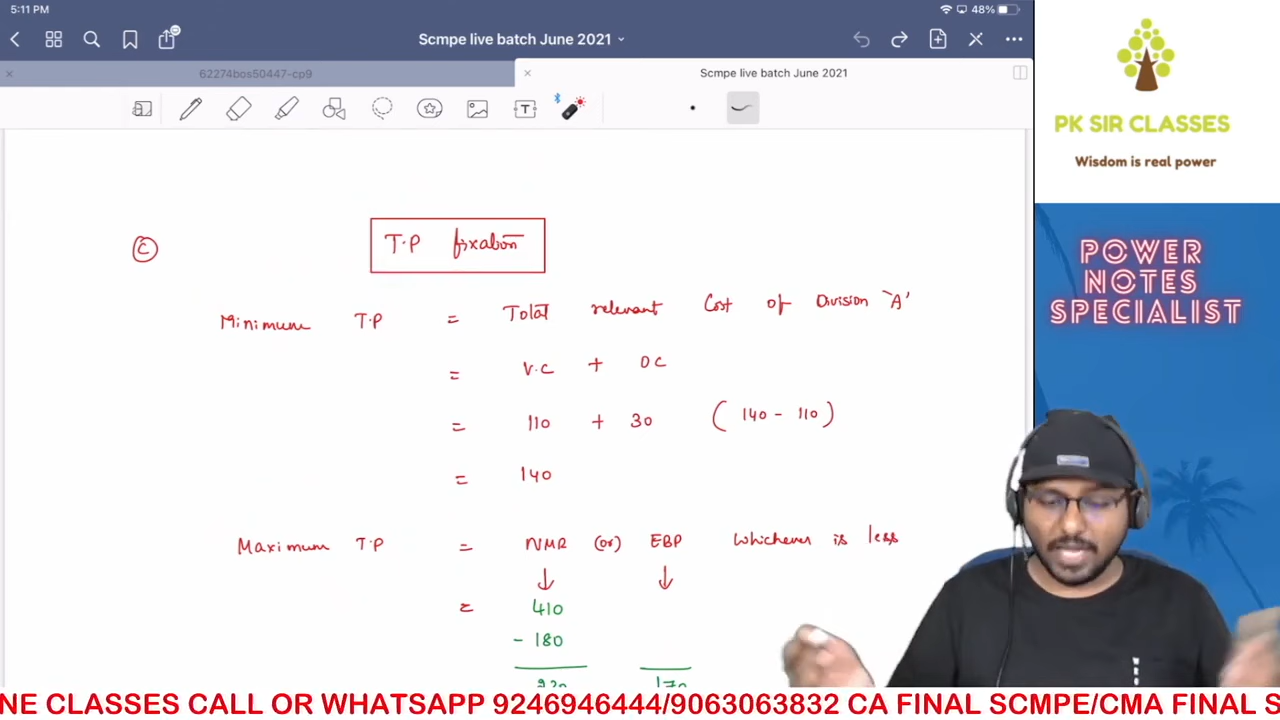 5:11 PM
48%
Scmpe live batch June 2021
62274bos50447-cp9
Scmpe live batch June 2021
T
PK SIR CLASSES
Wisdom is real power
POWER
NOTES
SPECIALIST
C
T.P fixation
Minimum T.P = Total relevant Cost of Division 'A'
= V.C + OC
= 110 + 30 (140 - 110)
= 140
Maximum T.P = NMR (or) EBP Whichever is less
= 410
- 180
230 170
NE CLASSES CALL OR WHATSAPP 9246946444/9063063832 CA FINAL SCMPE/CMA FINAL S